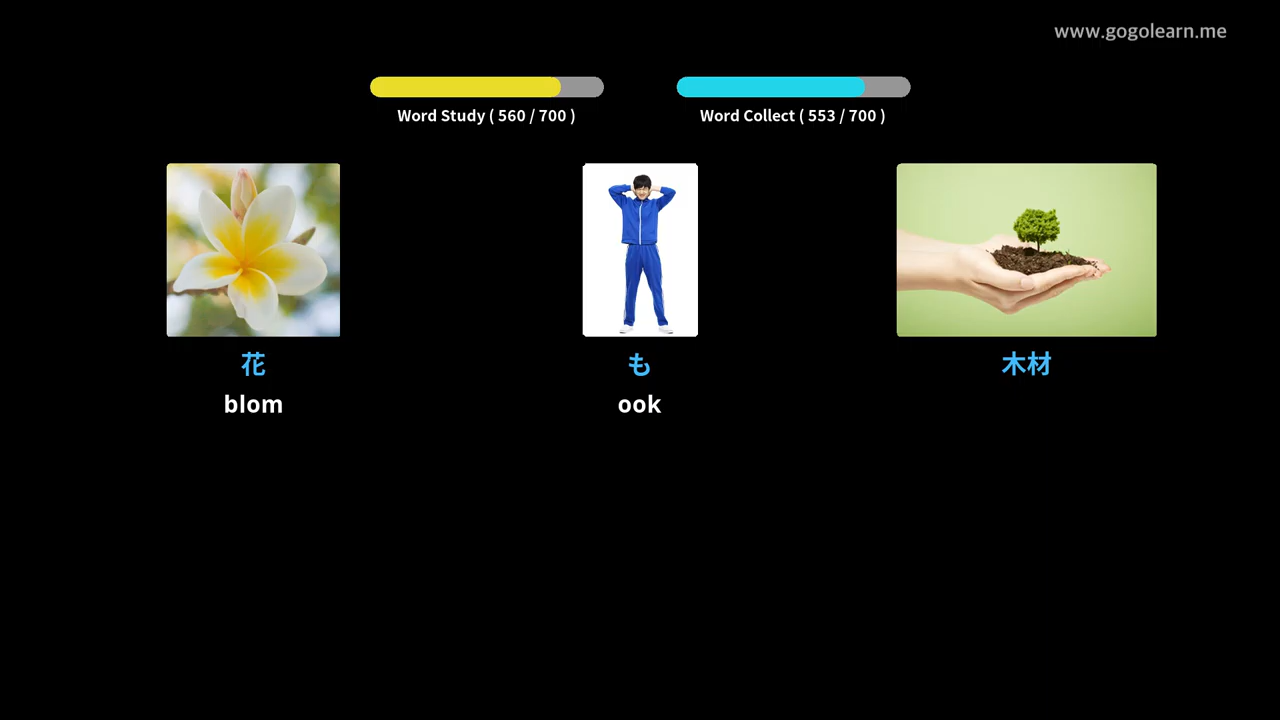 www.gogolearn.me
Word Study ( 560 / 700 )
Word Collect ( 553 / 700 )
花
も
木材
blom
ook